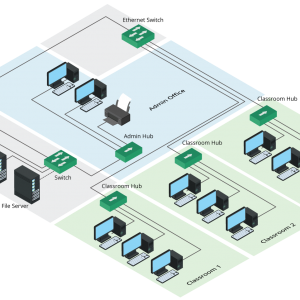 Ethernet Switch
Admin Office
Classroom Hub
Admin Hub
Classroom Hub
Switch
Classroom Hub
File Server
Classroom 2
Classroom 1